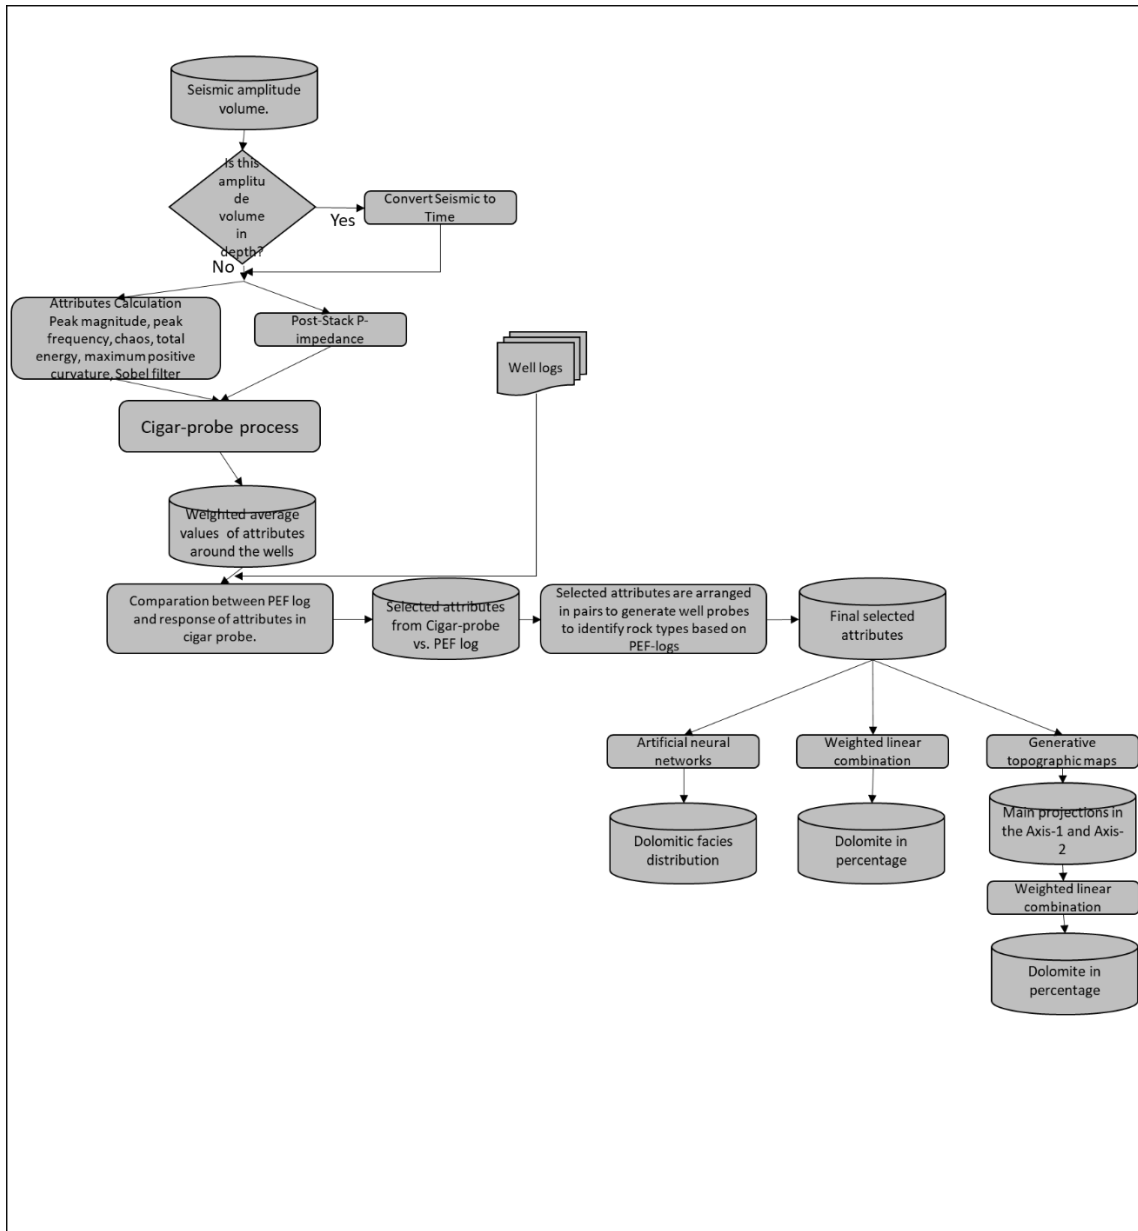 Seismic amplitude
volume.
Is this
amplitu
de
volume
in
depth?
Yes
Convert Seismic to
Time
No
Attributes Calculation
Peak magnitude, peak
frequency, chaos, total
energy, maximum positive
curvature, Sobel filter
Post-Stack P-
impedance
Well logs
Cigar-probe process
Weighted average
values of attributes
around the wells
Comparation between PEF log
and response of attributes in
cigar probe.
Selected attributes
from Cigar-probe
vs. PEF log
Selected attributes are arranged
in pairs to generate well probes
to identify rock types based on
PEF-logs
Final selected
attributes
Artificial neural
networks
Weighted linear
combination
Generative
topographic maps
Dolomitic facies
distribution
Dolomite in
percentage
Main projections in
the Axis-1 and Axis-
2
Weighted linear
combination
Dolomite in
percentage